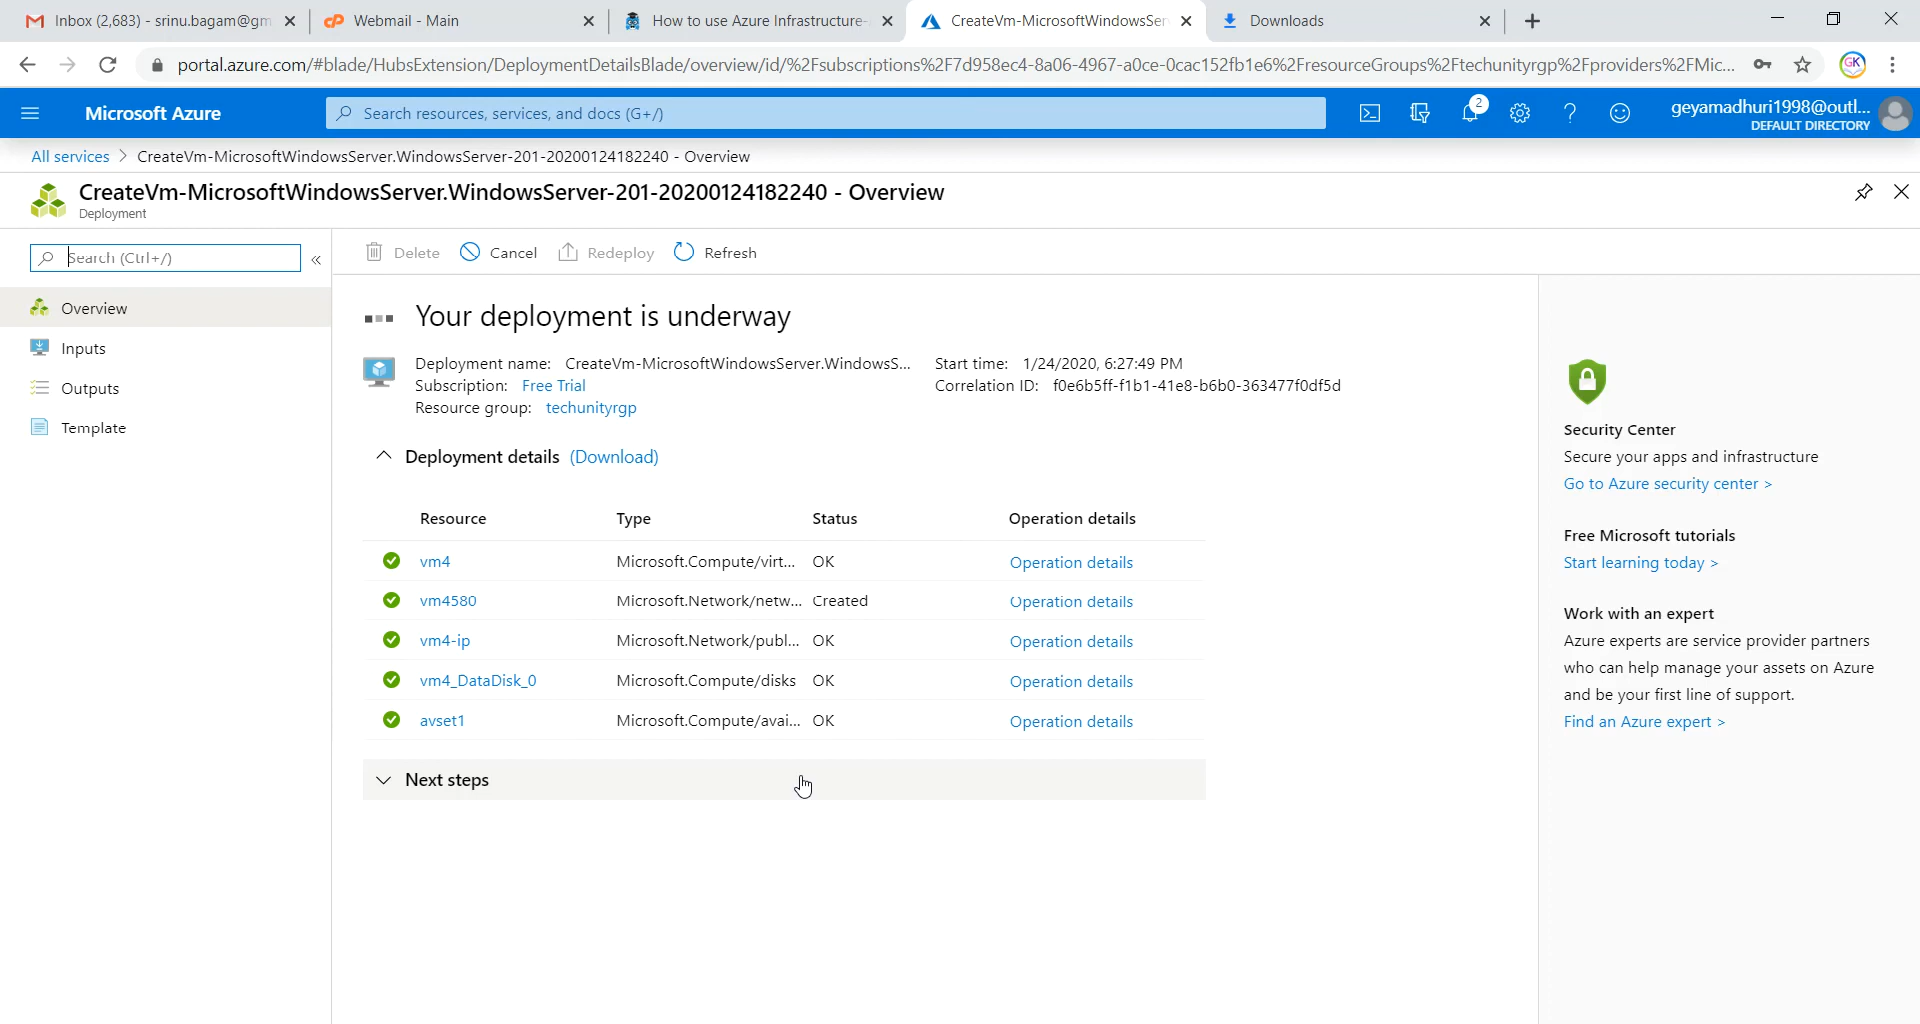 Inbox (2,683) - srinu.bagam@gm
Webmail - Main
How to use Azure Infrastructure-
CreateVm-MicrosoftWindowsSer
Downloads
portal.azure.com/#blade/HubsExtension/DeploymentDetailsBlade/overview/id/%2Fsubscriptions%2F7d958ec4-8a06-4967-a0ce-0cac152fb1e6%2FresourceGroups%2Ftechunityrgp%2Fproviders%2FMic...
GK
Microsoft Azure
Search resources, services, and docs (G+/)
2
geyamadhuri1998@outl...
DEFAULT DIRECTORY
All services > CreateVm-MicrosoftWindowsServer.WindowsServer-201-20200124182240 - Overview
CreateVm-MicrosoftWindowsServer.WindowsServer-201-20200124182240 - Overview
Deployment
Search (Ctrl+/)
«
Delete
Cancel
Redeploy
Refresh
Overview
Inputs
Outputs
Template
Your deployment is underway
Deployment name: CreateVm-MicrosoftWindowsServer.WindowsS...
Subscription: Free Trial
Resource group: techunityrgp
Start time: 1/24/2020, 6:27:49 PM
Correlation ID: f0e6b5ff-f1b1-41e8-b6b0-363477f0df5d
Deployment details (Download)
Resource Type Status Operation details
vm4 Microsoft.Compute/virt... OK Operation details
vm4580 Microsoft.Network/netw... Created Operation details
vm4-ip Microsoft.Network/publ... OK Operation details
vm4_DataDisk_0 Microsoft.Compute/disks OK Operation details
avset1 Microsoft.Compute/avai... OK Operation details
Next steps
Security Center
Secure your apps and infrastructure
Go to Azure security center >
Free Microsoft tutorials
Start learning today >
Work with an expert
Azure experts are service provider partners
who can help manage your assets on Azure
and be your first line of support.
Find an Azure expert >